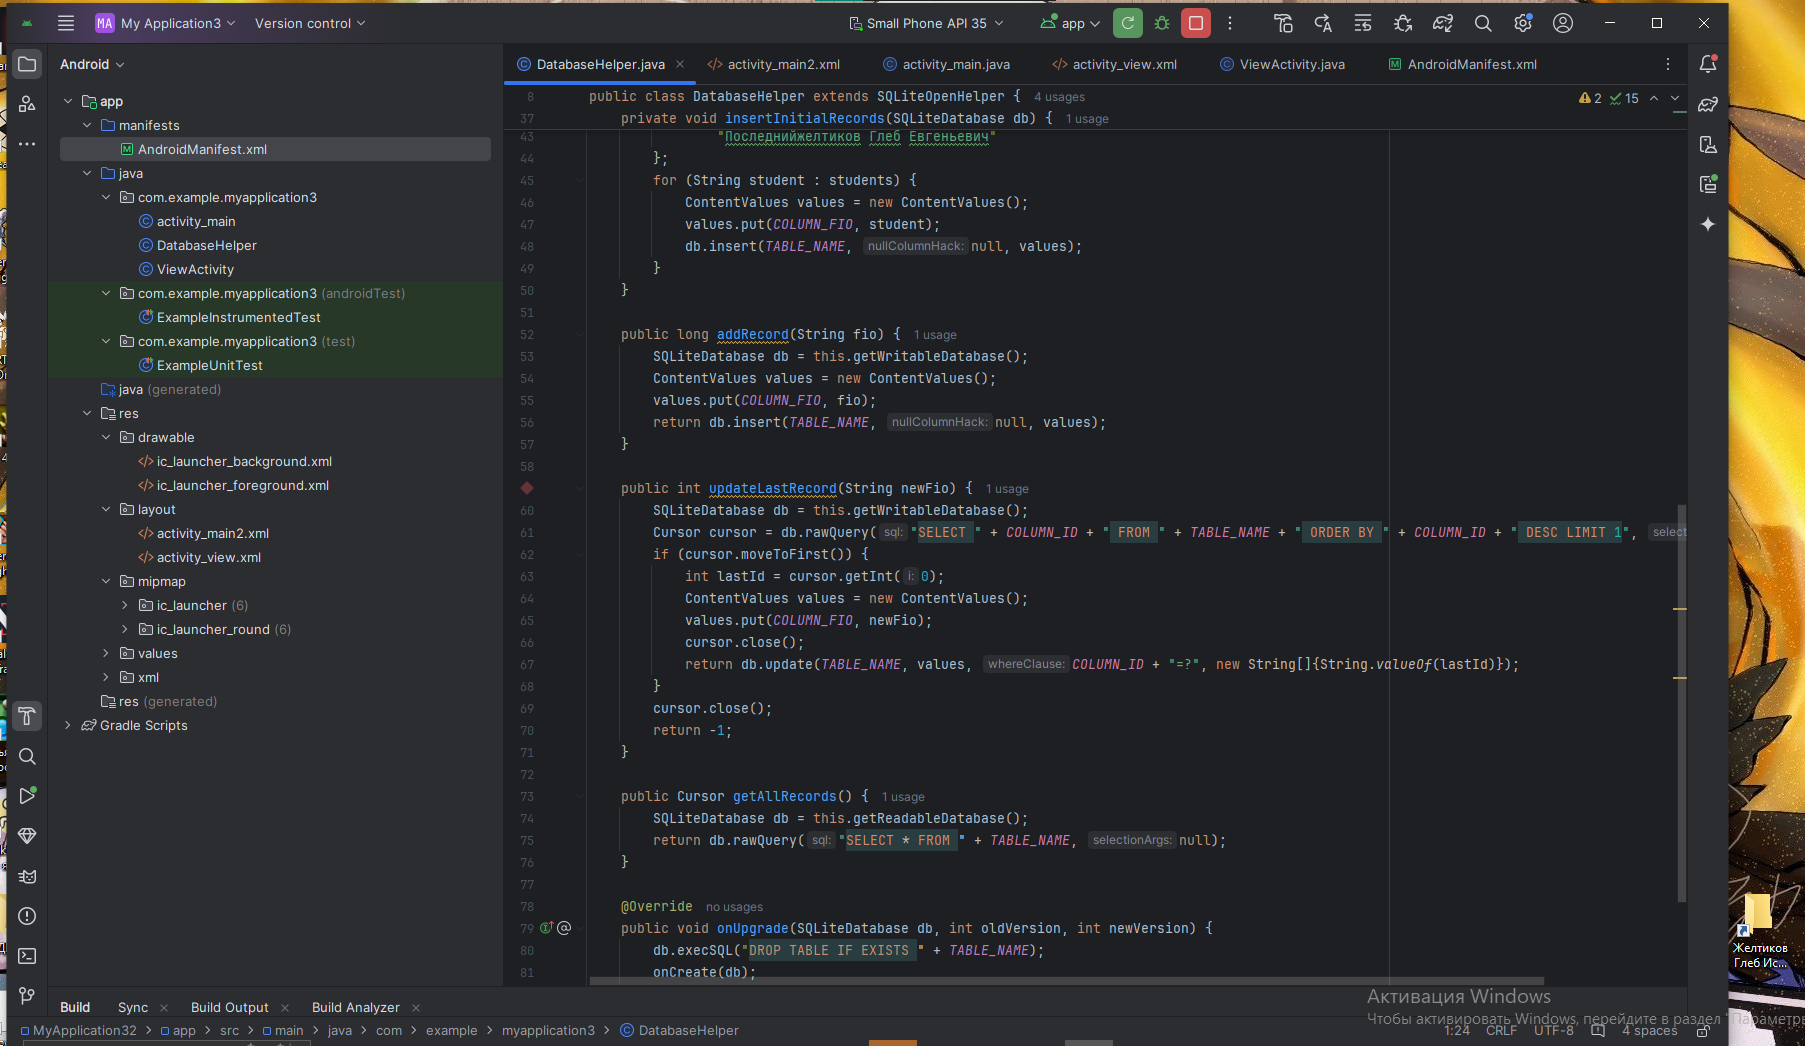 MA My Application3 Version control Small Phone API 35 app
Android
app
manifests
AndroidManifest.xml
java
com.example.myapplication3
activity_main
DatabaseHelper
ViewActivity
com.example.myapplication3 (androidTest)
ExampleInstrumentedTest
com.example.myapplication3 (test)
ExampleUnitTest
java (generated)
res
drawable
ic_launcher_background.xml
ic_launcher_foreground.xml
layout
activity_main2.xml
activity_view.xml
mipmap
ic_launcher (6)
ic_launcher_round (6)
values
xml
res (generated)
Gradle Scripts
DatabaseHelper.java activity_main2.xml activity_main.java activity_view.xml ViewActivity.java AndroidManifest.xml
2 15
8 public class DatabaseHelper extends SQLiteOpenHelper { 4 usages
37 private void insertInitialRecords(SQLiteDatabase db) { 1 usage
43 "Последнийжелтиков Глеб Евгеньевич"
44 };
45 for (String student : students) {
46 ContentValues values = new ContentValues();
47 values.put(COLUMN_FIO, student);
48 db.insert(TABLE_NAME, nullColumnHack: null, values);
49 }
50 }
51
52 public long addRecord(String fio) { 1 usage
53 SQLiteDatabase db = this.getWritableDatabase();
54 ContentValues values = new ContentValues();
55 values.put(COLUMN_FIO, fio);
56 return db.insert(TABLE_NAME, nullColumnHack: null, values);
57 }
58
public int updateLastRecord(String newFio) { 1 usage
60 SQLiteDatabase db = this.getWritableDatabase();
61 Cursor cursor = db.rawQuery( sql: "SELECT " + COLUMN_ID + " FROM " + TABLE_NAME + " ORDER BY " + COLUMN_ID + " DESC LIMIT 1", select
62 if (cursor.moveToFirst()) {
63 int lastId = cursor.getInt( i: 0);
64 ContentValues values = new ContentValues();
65 values.put(COLUMN_FIO, newFio);
66 cursor.close();
67 return db.update(TABLE_NAME, values, whereClause: COLUMN_ID + "=?", new String[]{String.valueOf(lastId)});
68 }
69 cursor.close();
70 return -1;
71 }
72
73 public Cursor getAllRecords() { 1 usage
74 SQLiteDatabase db = this.getReadableDatabase();
75 return db.rawQuery( sql: "SELECT * FROM " + TABLE_NAME, selectionArgs: null);
76 }
77
78 @Override no usages
79 public void onUpgrade(SQLiteDatabase db, int oldVersion, int newVersion) {
80 db.execSQL("DROP TABLE IF EXISTS " + TABLE_NAME);
81 onCreate(db);
Желтиков
Глеб Ис...
Build Sync Build Output Build Analyzer
Активация Windows
Чтобы активировать Windows, перейдите в раздел "Параметры
MyApplication32 > app > src > main > java > com > example > myapplication3 > DatabaseHelper
1:24 CRLF UTF-8 4 spaces